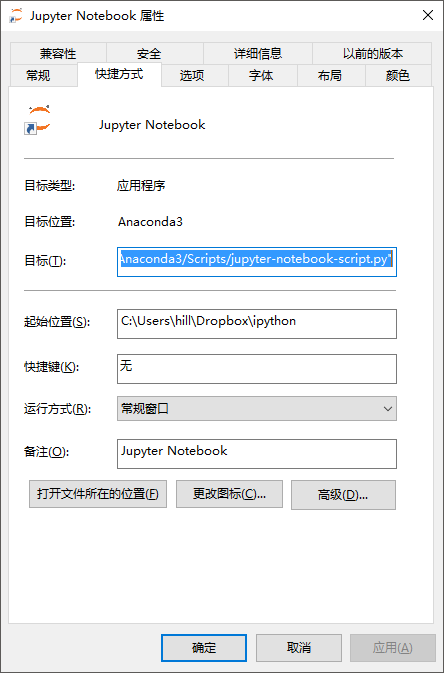 Jupyter Notebook 属性
兼容性 安全 详细信息 以前的版本
常规 快捷方式 选项 字体 布局 颜色
Jupyter Notebook
目标类型: 应用程序
目标位置: Anaconda3
目标(T): Anaconda3/Scripts/jupyter-notebook-script.py"
起始位置(S): C:\Users\hill\Dropbox\ipython
快捷键(K): 无
运行方式(R): 常规窗口
备注(O): Jupyter Notebook
打开文件所在的位置(F) 更改图标(C)... 高级(D)...
确定 取消 应用(A)